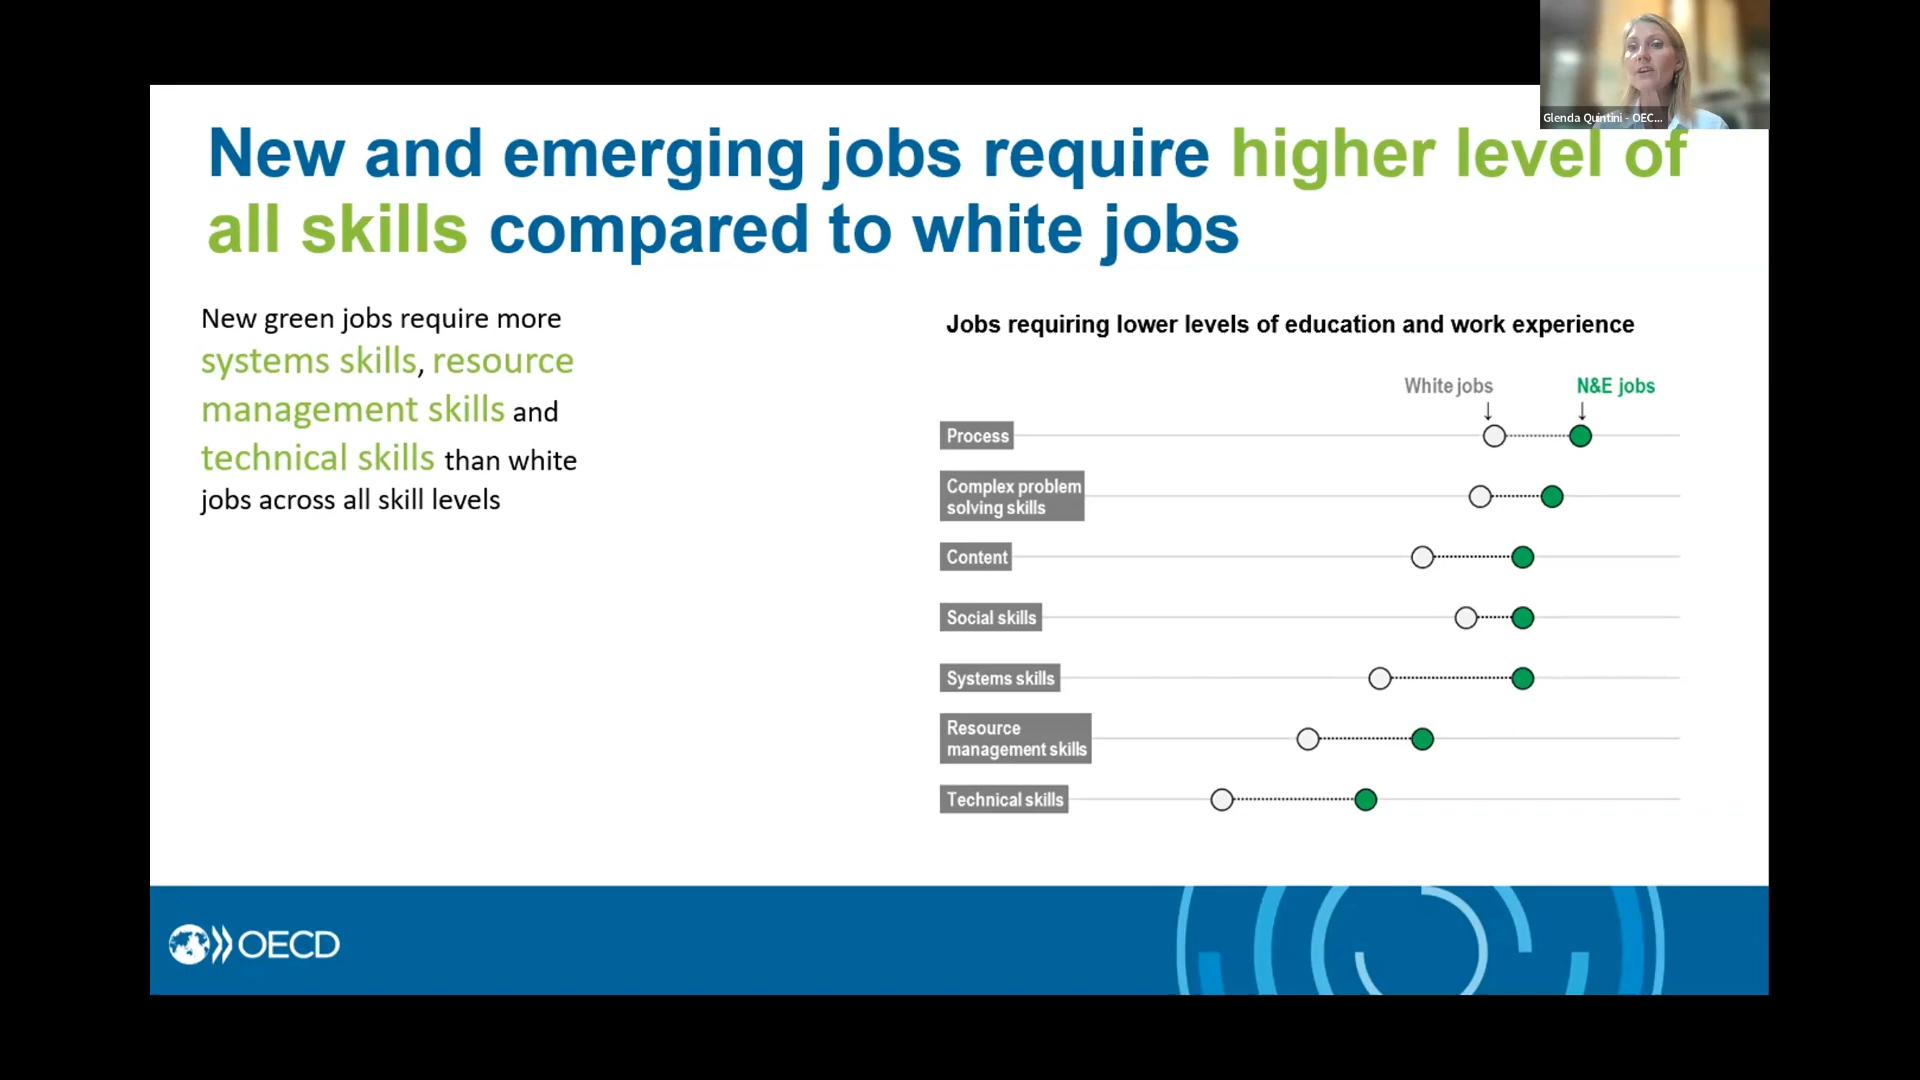 Glenda Quintini - OEC...
New and emerging jobs require higher level of
all skills compared to white jobs
New green jobs require more
systems skills, resource
management skills and
technical skills than white
jobs across all skill levels
Jobs requiring lower levels of education and work experience
White jobs
N&E jobs
Process
Complex problem
solving skills
Content
Social skills
Systems skills
Resource
management skills
Technical skills
OECD